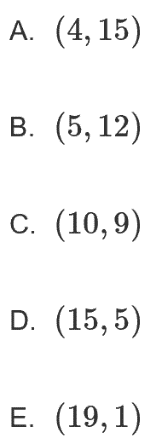 A. (4, 15)
B. (5, 12)
C. (10, 9)
D. (15, 5)
E. (19, 1)